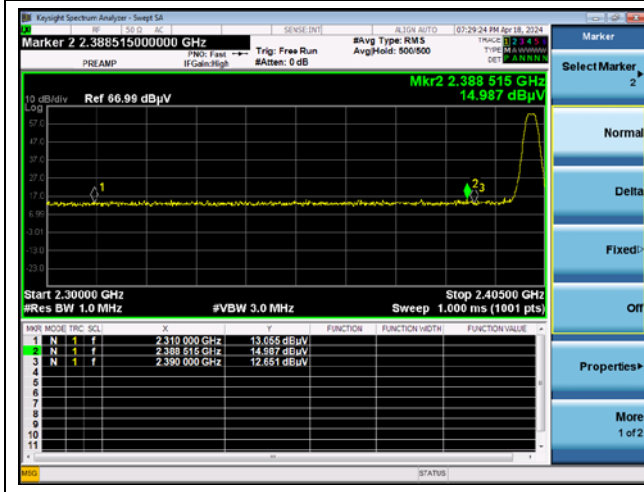 Keysight Spectrum Analyzer - Swept SA
RF 50 Ω AC SENSE:INT ALIGN AUTO 07:29:24 PM Apr 18, 2024
Marker 2 2.388515000000 GHz
PREAMP
PNO: Fast
IFGain:High
Trig: Free Run
#Atten: 0 dB
#Avg Type: RMS
Avg|Hold: 500/500
TRACE 1 2 3 4 5 6
TYPE
DET P A N N N N
Mkr2 2.388 515 GHz
14.987 dBµV
10 dB/div Ref 66.99 dBµV
Log
57.0
47.0
37.0
27.0
17.0
6.99
-3.01
-13.0
-23.0
1
2
3
Start 2.30000 GHz Stop 2.40500 GHz
#Res BW 1.0 MHz #VBW 3.0 MHz Sweep 1.000 ms (1001 pts)
MKR MODE TRC SCL X Y FUNCTION FUNCTION WIDTH FUNCTION VALUE
1 N 1 f 2.310 000 GHz 13.055 dBµV
2 N 1 f 2.388 515 GHz 14.987 dBµV
3 N 1 f 2.390 000 GHz 12.651 dBµV
4
5
6
7
8
9
10
11
MSG STATUS
Marker
Select Marker
2
Normal
Delta
Fixed
Off
Properties
More
1 of 2